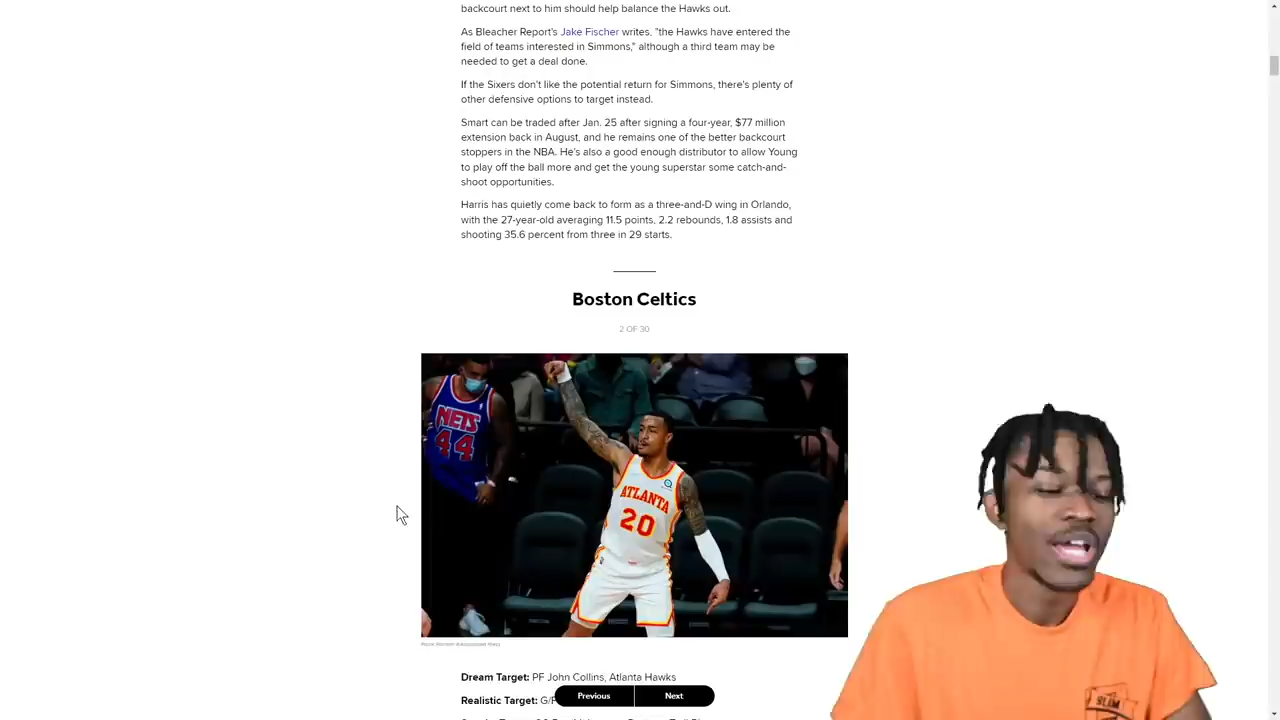 backcourt next to him should help balance the Hawks out.
As Bleacher Report's Jake Fischer writes, "the Hawks have entered the
field of teams interested in Simmons," although a third team may be
needed to get a deal done.
If the Sixers don't like the potential return for Simmons, there's plenty of
other defensive options to target instead.
Smart can be traded after Jan. 25 after signing a four-year, $77 million
extension back in August, and he remains one of the better backcourt
stoppers in the NBA. He's also a good enough distributor to allow Young
to play off the ball more and get the young superstar some catch-and-
shoot opportunities.
Harris has quietly come back to form as a three-and-D wing in Orlando,
with the 27-year-old averaging 11.5 points, 2.2 rebounds, 1.8 assists and
shooting 35.6 percent from three in 29 starts.
Boston Celtics
2 OF 30
NETS
44
ATLANTA
20
Dream Target: PF John Collins, Atlanta Hawks
Realistic Target: G/F
Previous
Next
SLAM